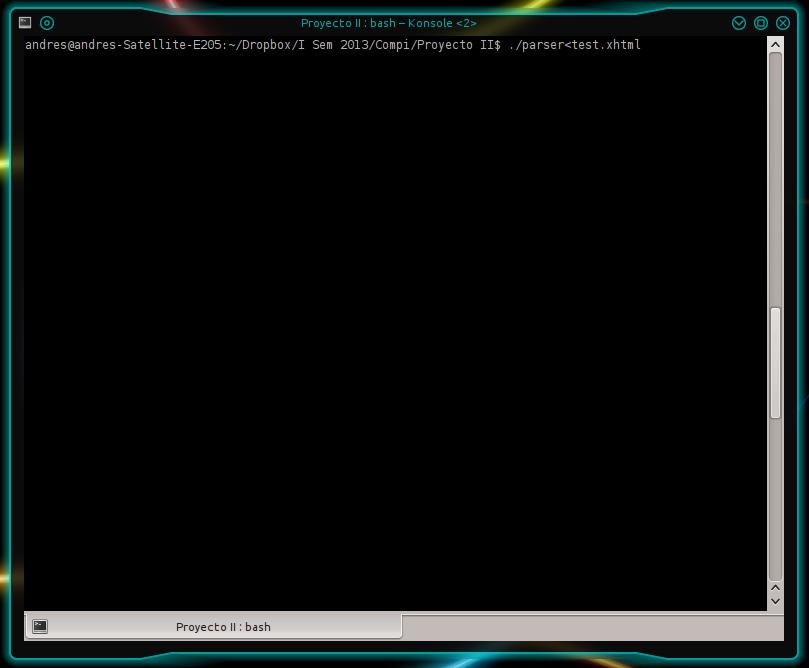 Proyecto II : bash – Konsole <2>
andres@andres-Satellite-E205:~/Dropbox/I Sem 2013/Compi/Proyecto II$ ./parser<test.xhtml
Proyecto II : bash